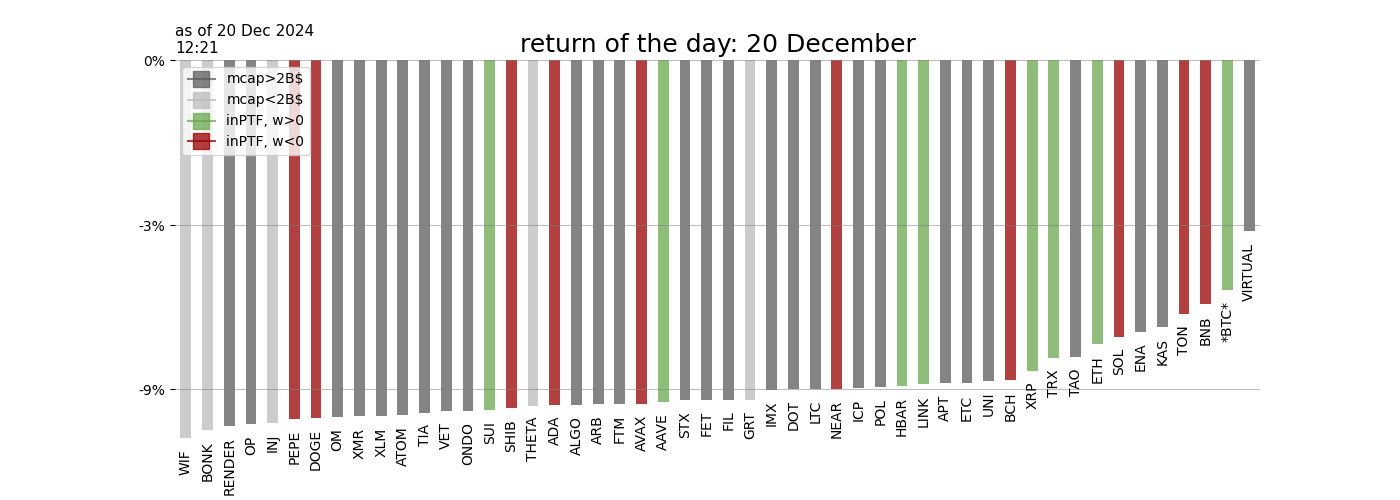 as of 20 Dec 2024
12:21
return of the day: 20 December
0%
-3%
-9%
mcap>2B$
mcap<2B$
inPTF, w>0
inPTF, w<0
WIF
BONK
RENDER
OP
INJ
PEPE
DOGE
OM
XMR
XLM
ATOM
TIA
VET
ONDO
SUI
SHIB
THETA
ADA
ALGO
ARB
FTM
AVAX
AAVE
STX
FET
FIL
GRT
IMX
DOT
LTC
NEAR
ICP
POL
HBAR
LINK
APT
ETC
UNI
BCH
XRP
TRX
TAO
ETH
SOL
ENA
KAS
TON
BNB
*BTC*
VIRTUAL